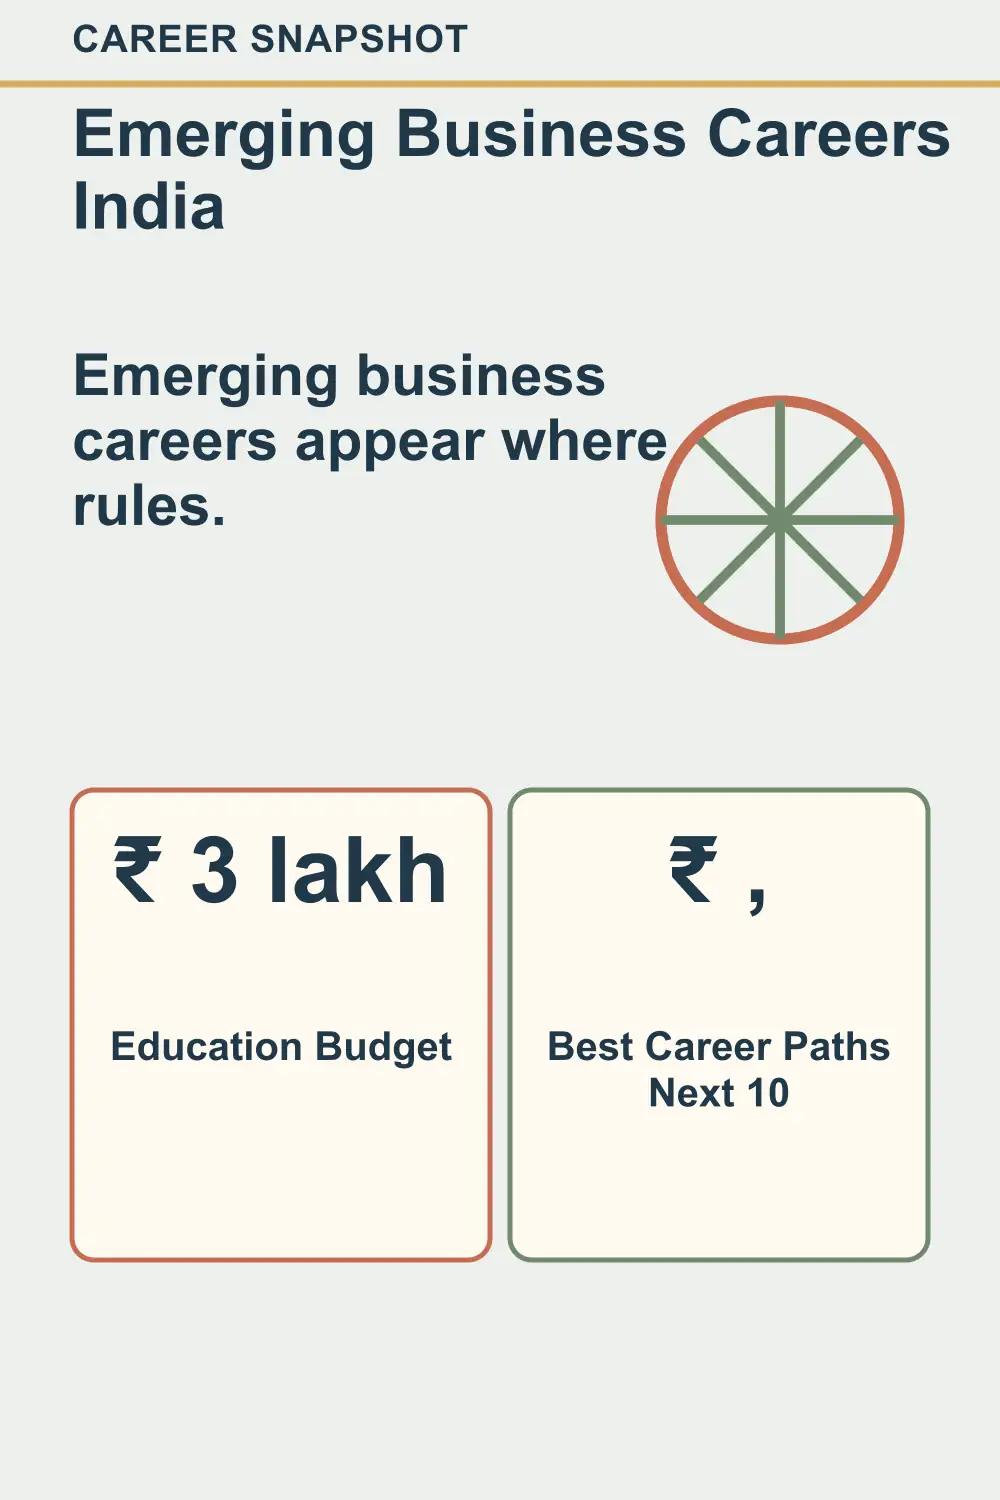 CAREER SNAPSHOT
Emerging Business Careers
India
Emerging business
careers appear where
rules.
₹ 3 lakh
Education Budget
₹ ,
Best Career Paths
Next 10